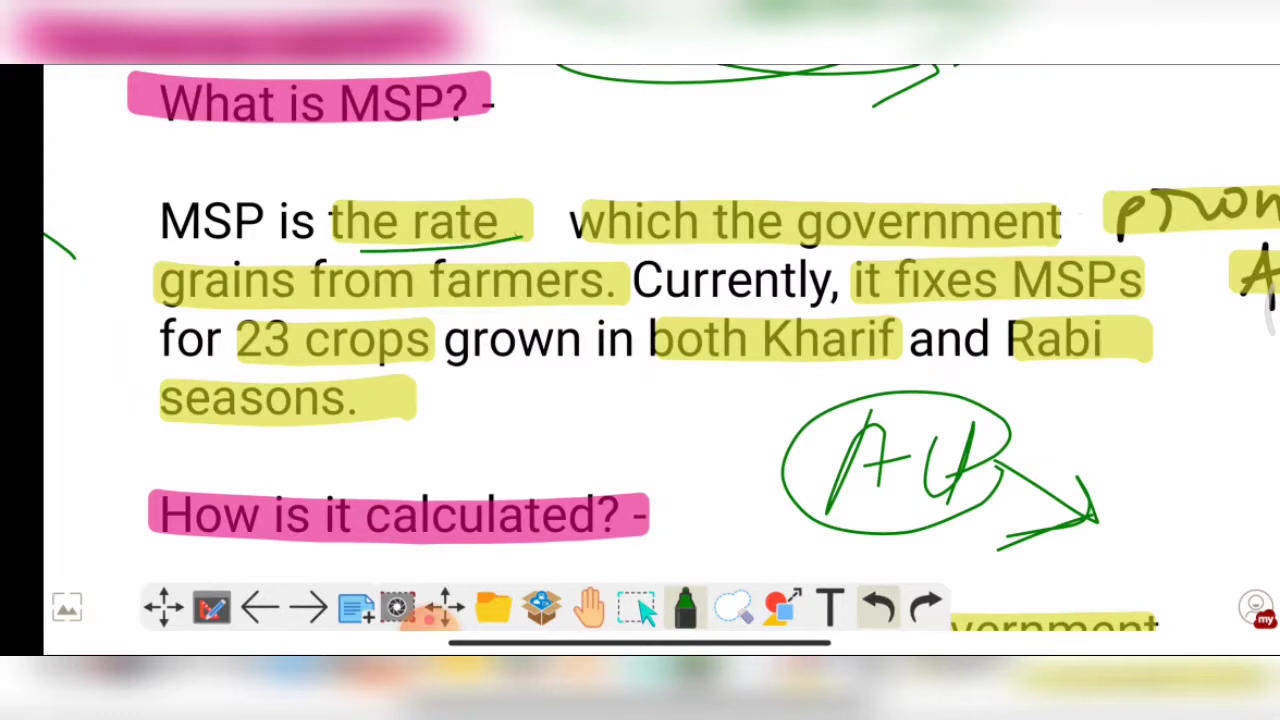 What is MSP? -
MSP is the rate which the government
grains from farmers. Currently, it fixes MSPs
for 23 crops grown in both Kharif and Rabi
seasons.
How is it calculated? -
T
my